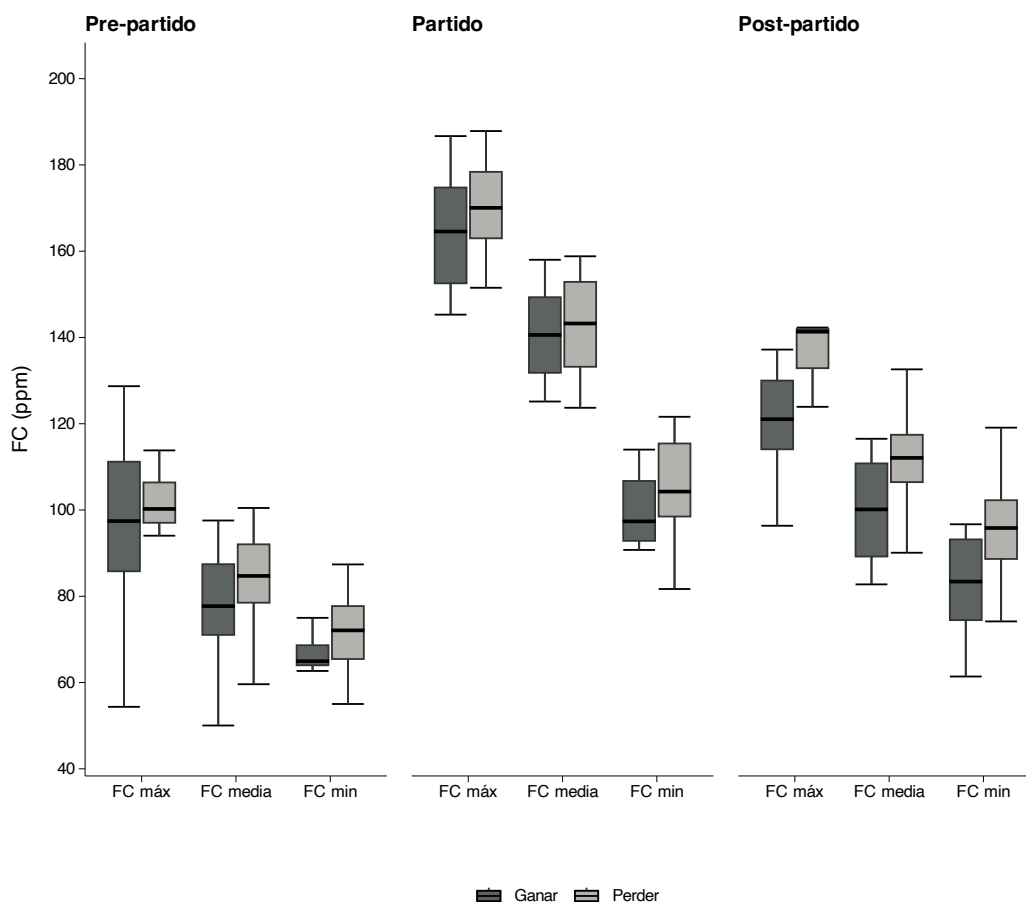 Pre-partido
Partido
Post-partido
FC (ppm)
200
180
160
140
120
100
80
60
40
FC máx FC media FC min
FC máx FC media FC min
FC máx FC media FC min
Ganar Perder